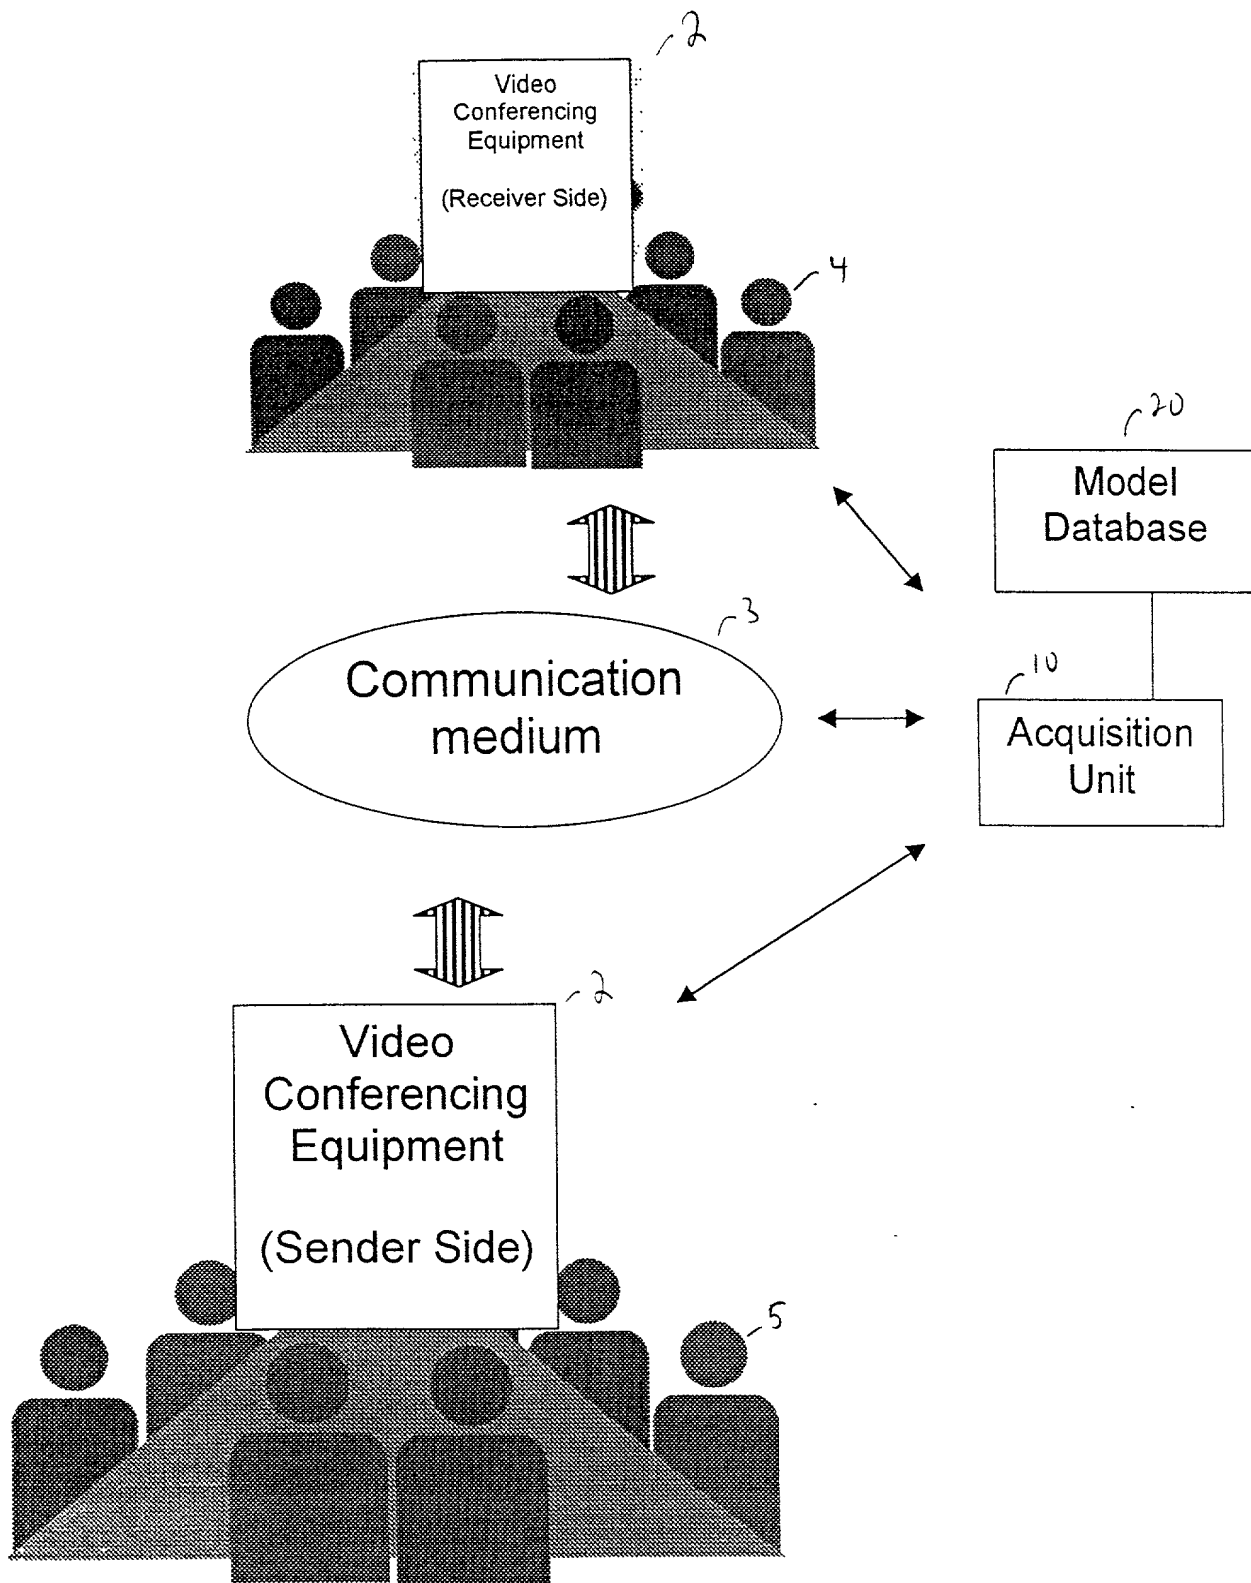 2
Video
Conferencing
Equipment
(Receiver Side)
4
20
Model
Database
3
Communication
medium
10
Acquisition
Unit
2
Video
Conferencing
Equipment
(Sender Side)
5